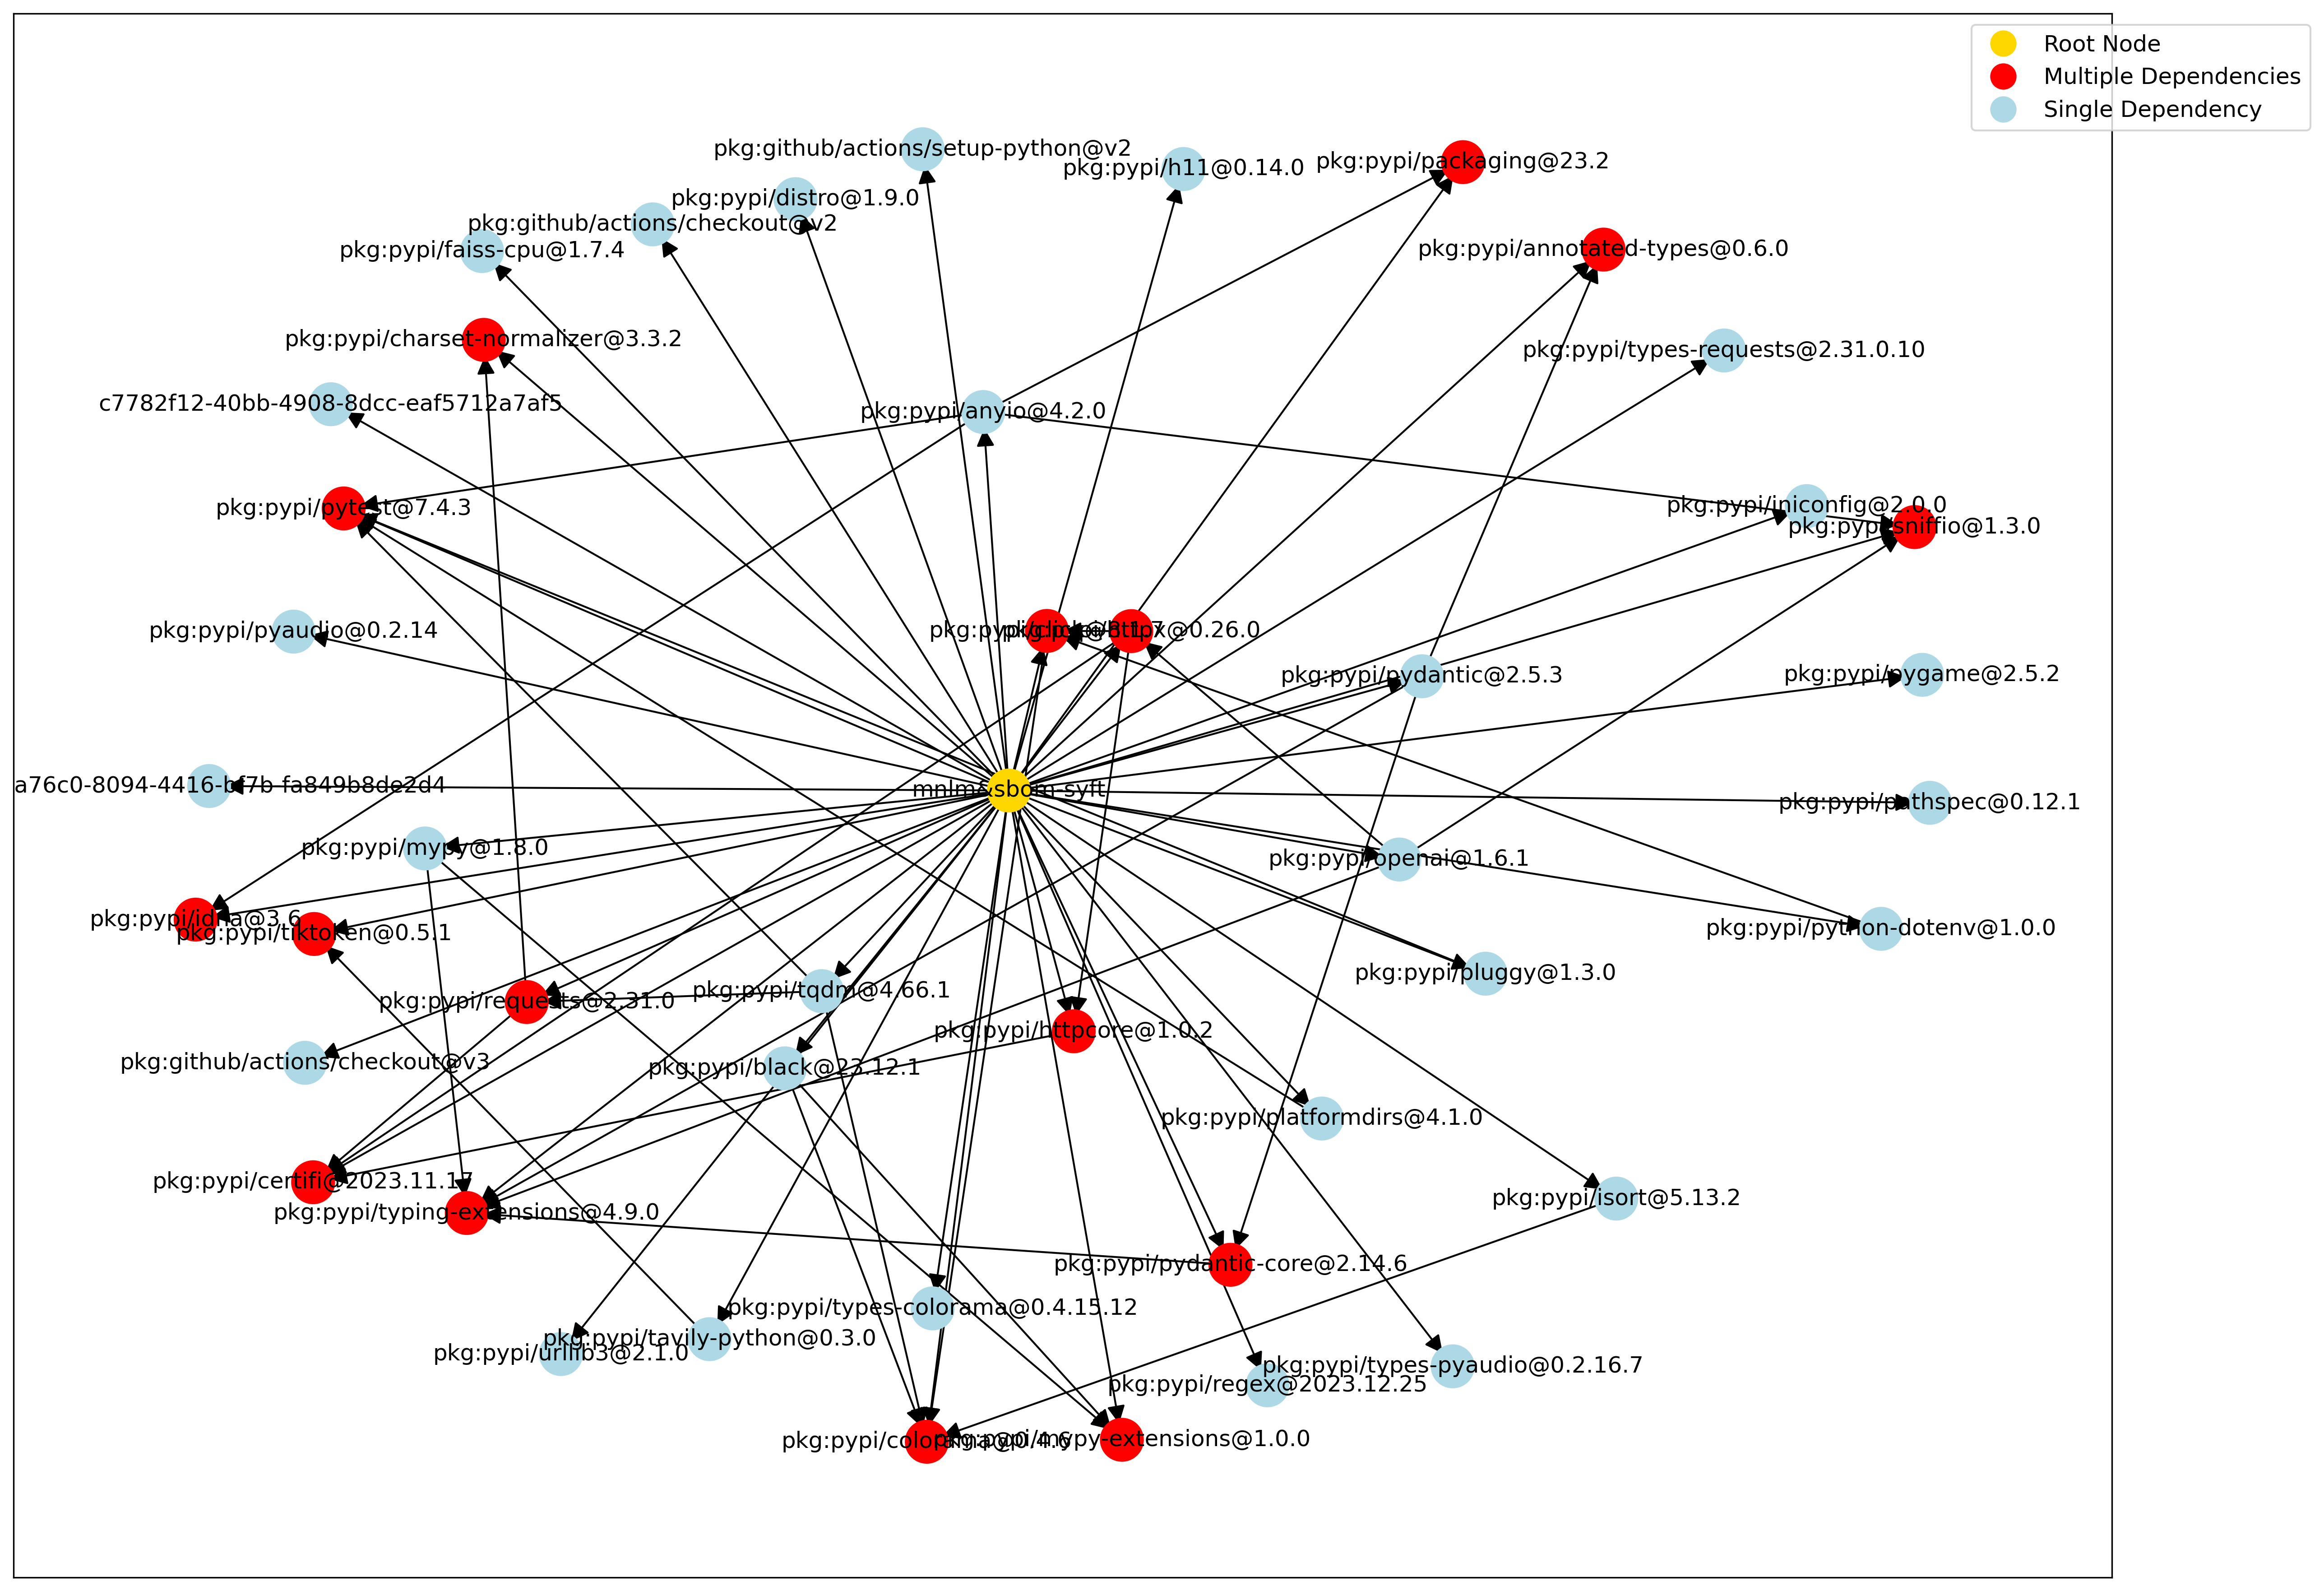 Root Node
Multiple Dependencies
Single Dependency
pkg:github/actions/setup-python@v2
pkg:pypi/h11@0.14.0
pkg:pypi/packaging@23.2
pkg:pypi/distro@1.9.0
pkg:github/actions/checkout@v2
pkg:pypi/faiss-cpu@1.7.4
pkg:pypi/annotated-types@0.6.0
pkg:pypi/charset-normalizer@3.3.2
pkg:pypi/types-requests@2.31.0.10
c7782f12-40bb-4908-8dcc-eaf5712a7af5
pkg:pypi/anyio@4.2.0
pkg:pypi/pytest@7.4.3
pkg:pypi/iniconfig@2.0.0
pkg:pypi/sniffio@1.3.0
pkg:pypi/pyaudio@0.2.14
pkg:pypi/click@8.1.7
pkg:pypi/httpx@0.26.0
pkg:pypi/pydantic@2.5.3
pkg:pypi/pygame@2.5.2
a76c0-8094-4416-bf7b-fa849b8de2d4
mnlm&sbom-syft
pkg:pypi/pathspec@0.12.1
pkg:pypi/mypy@1.8.0
pkg:pypi/openai@1.6.1
pkg:pypi/idna@3.6
pkg:pypi/tiktoken@0.5.1
pkg:pypi/python-dotenv@1.0.0
pkg:pypi/pluggy@1.3.0
pkg:pypi/requests@2.31.0
pkg:pypi/tqdm@4.66.1
pkg:pypi/httpcore@1.0.2
pkg:github/actions/checkout@v3
pkg:pypi/black@23.12.1
pkg:pypi/platformdirs@4.1.0
pkg:pypi/certifi@2023.11.17
pkg:pypi/typing-extensions@4.9.0
pkg:pypi/isort@5.13.2
pkg:pypi/pydantic-core@2.14.6
pkg:pypi/types-colorama@0.4.15.12
pkg:pypi/tavily-python@0.3.0
pkg:pypi/urllib3@2.1.0
pkg:pypi/types-pyaudio@0.2.16.7
pkg:pypi/regex@2023.12.25
pkg:pypi/colorama@0.4.6
pkg:pypi/mypy-extensions@1.0.0